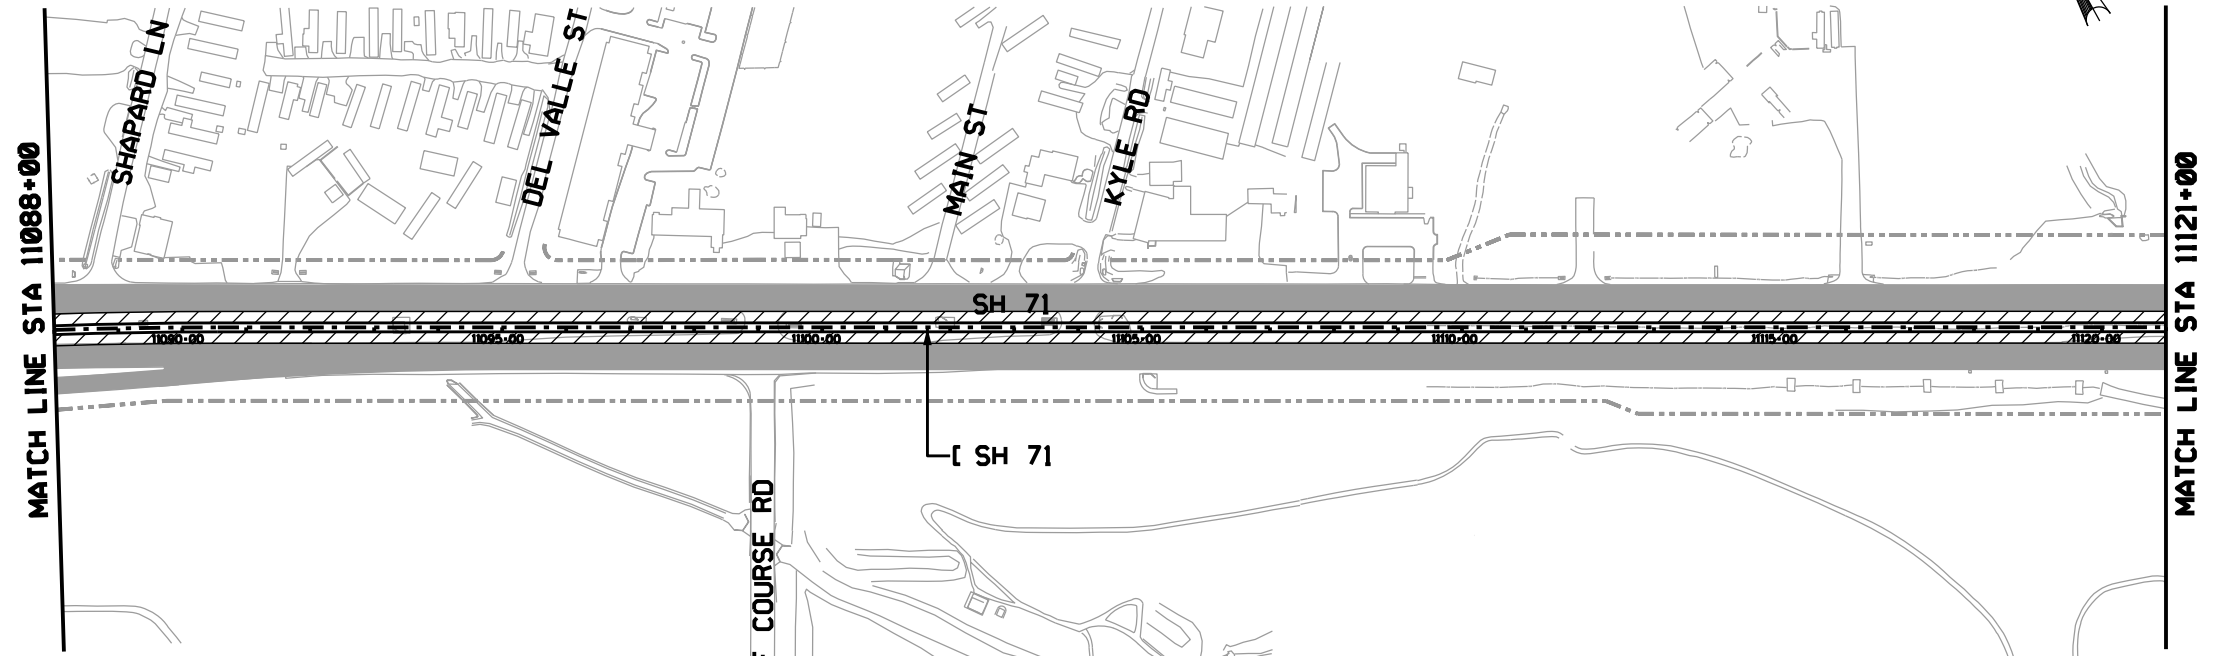 MATCH LINE STA 11088+00
SHAPARD LN
DEL VALLE ST
MAIN ST
KYLE RD
SH 71
11090+00
11095+00
11100+00
11105+00
11110+00
11115+00
11120+00
[ SH 71
COURSE RD
MATCH LINE STA 11121+00